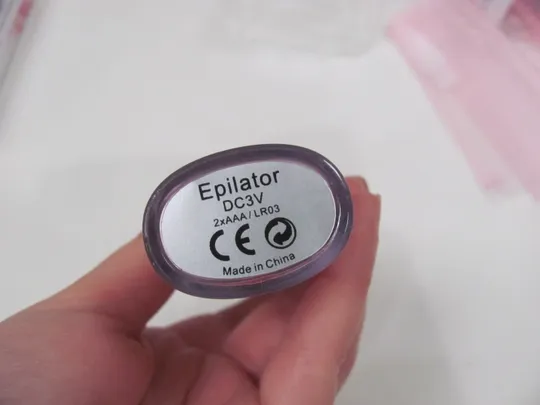 Epilator
DC3V
2xAAA / LR03
CE
Made in China